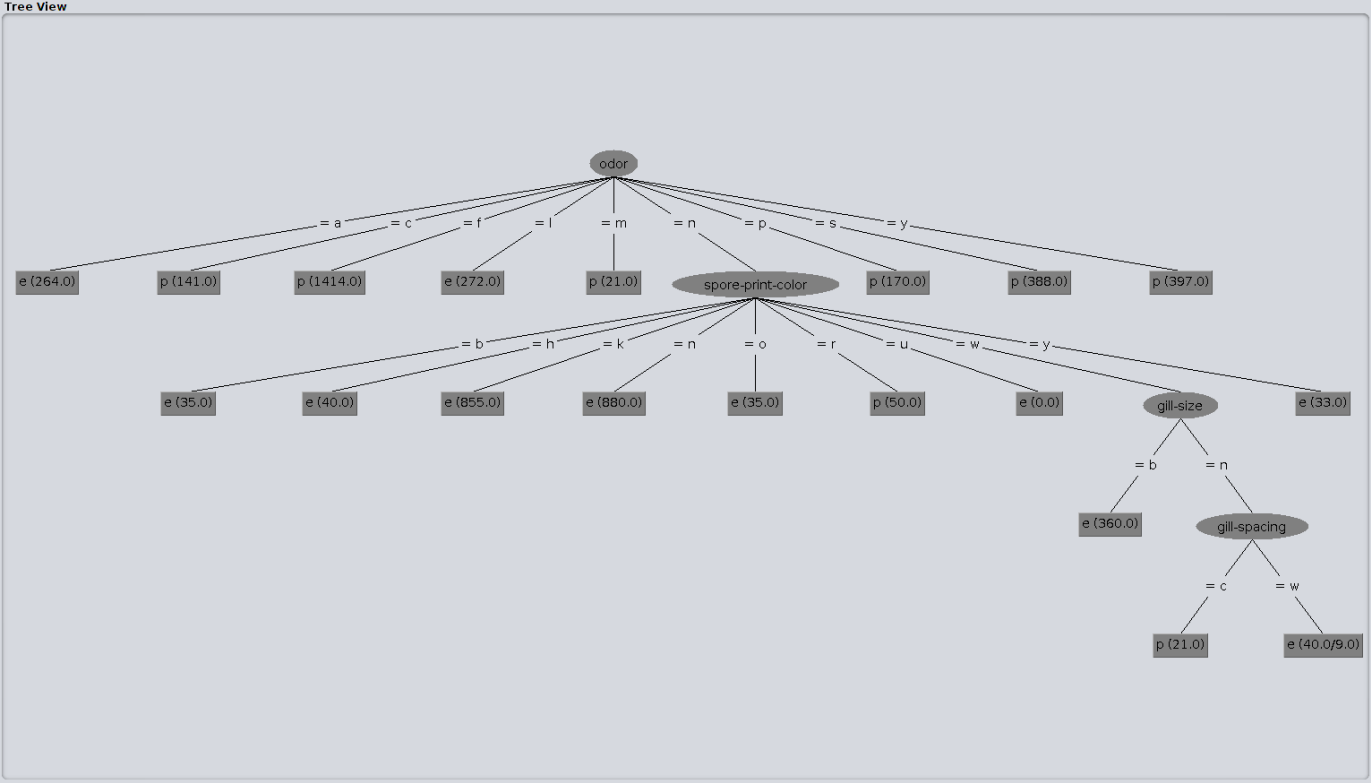 Tree View
odor
= a = c = f = l = m = n = p = s = y
e (264.0) p (141.0) p (1414.0) e (272.0) p (21.0) spore-print-color p (170.0) p (388.0) p (397.0)
= b = h = k = n = o = r = u = w = y
e (35.0) e (40.0) e (855.0) e (880.0) e (35.0) p (50.0) e (0.0) gill-size e (33.0)
= b = n
e (360.0) gill-spacing
= c = w
p (21.0) e (40.0/9.0)